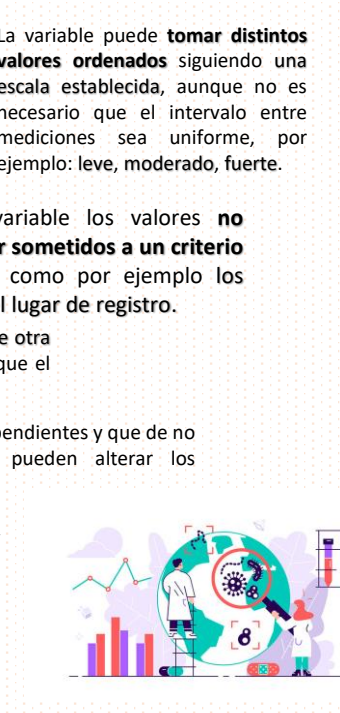 La variable puede tomar distintos
valores ordenados siguiendo una
escala establecida, aunque no es
necesario que el intervalo entre
mediciones sea uniforme, por
ejemplo: leve, moderado, fuerte.
variable los valores no
sometidos a un criterio
como por ejemplo los
lugar de registro.
e otra
que el
pendientes y que de no
pueden alterar los